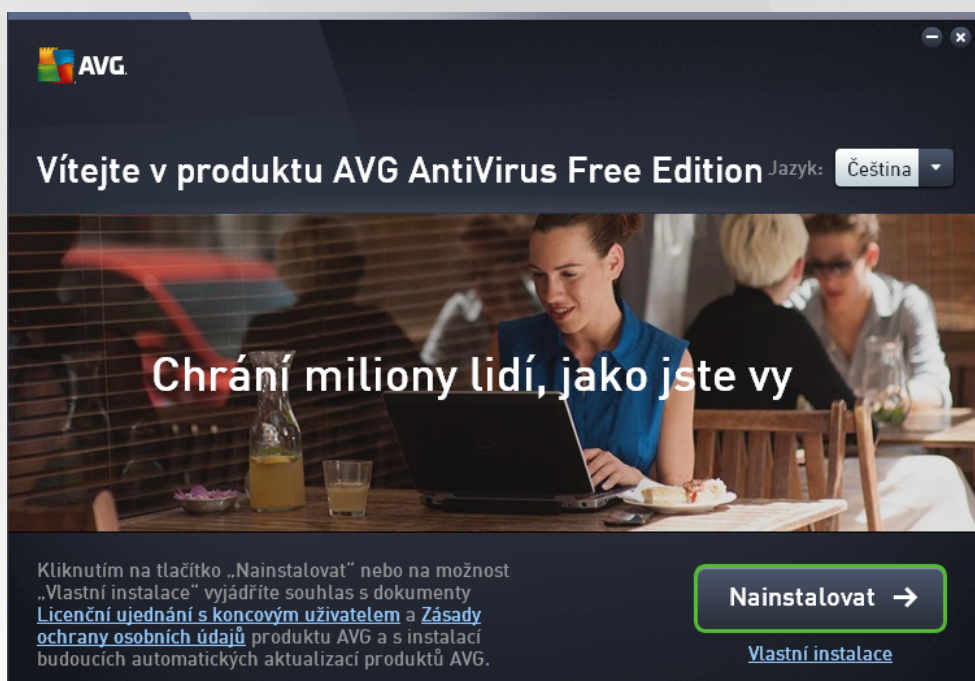 AVG.
Vítejte v produktu AVG AntiVirus Free Edition
Jazyk: Čeština
Chrání miliony lidí, jako jste vy
Kliknutím na tlačítko „Nainstalovat“ nebo na možnost
„Vlastní instalace“ vyjádříte souhlas s dokumenty
Licenční ujednání s koncovým uživatelem a Zásady
ochrany osobních údajů produktu AVG a s instalací
budoucích automatických aktualizací produktů AVG.
Nainstalovat →
Vlastní instalace